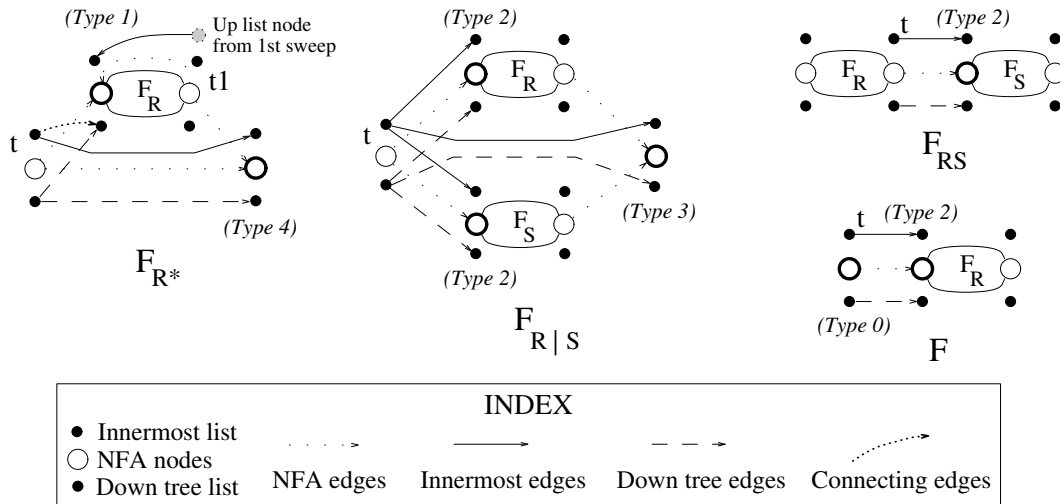 (Type 1)
Up list node
from 1st sweep
F_R
t1
t
(Type 4)
F_R*
(Type 2)
F_R
t
F_S
(Type 3)
(Type 2)
F_R | S
t
(Type 2)
F_R
F_S
F_RS
t
(Type 2)
F_R
(Type 0)
F
INDEX
Innermost list
NFA nodes
Down tree list
NFA edges
Innermost edges
Down tree edges
Connecting edges